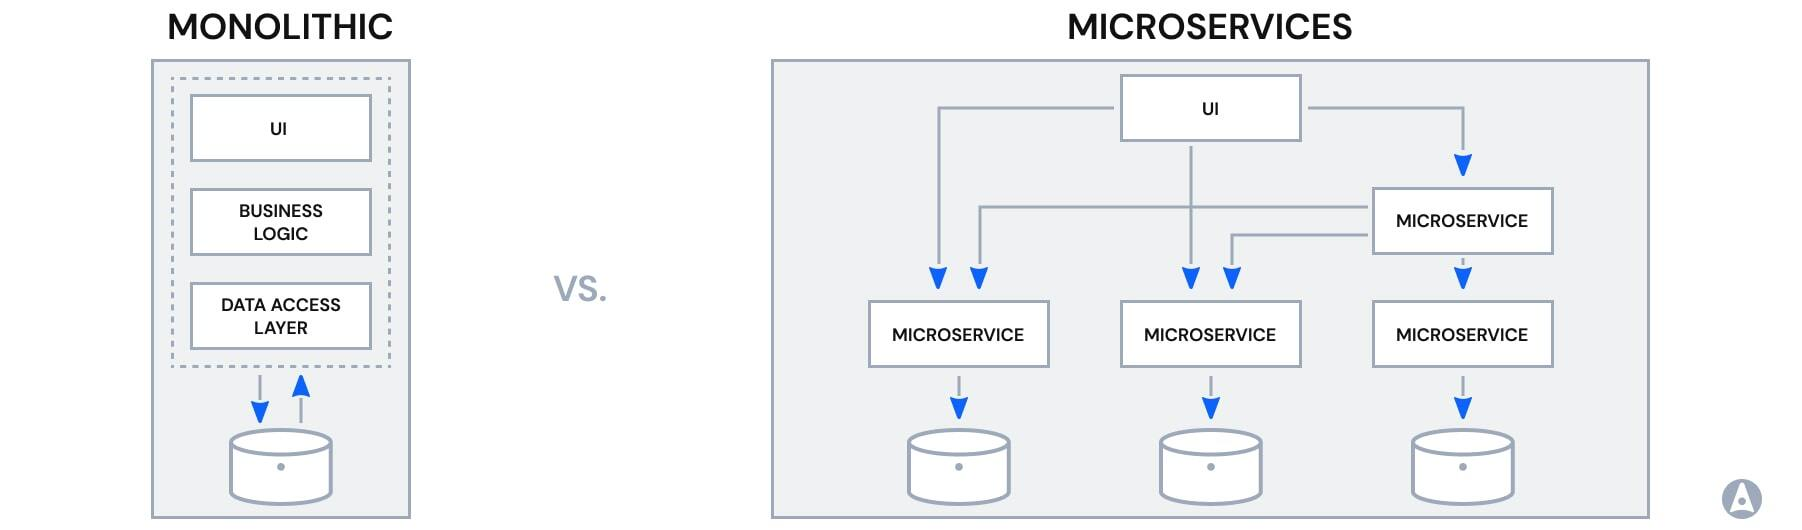 MONOLITHIC
UI
BUSINESS
LOGIC
DATA ACCESS
LAYER
VS.
MICROSERVICES
UI
MICROSERVICE
MICROSERVICE
MICROSERVICE
MICROSERVICE